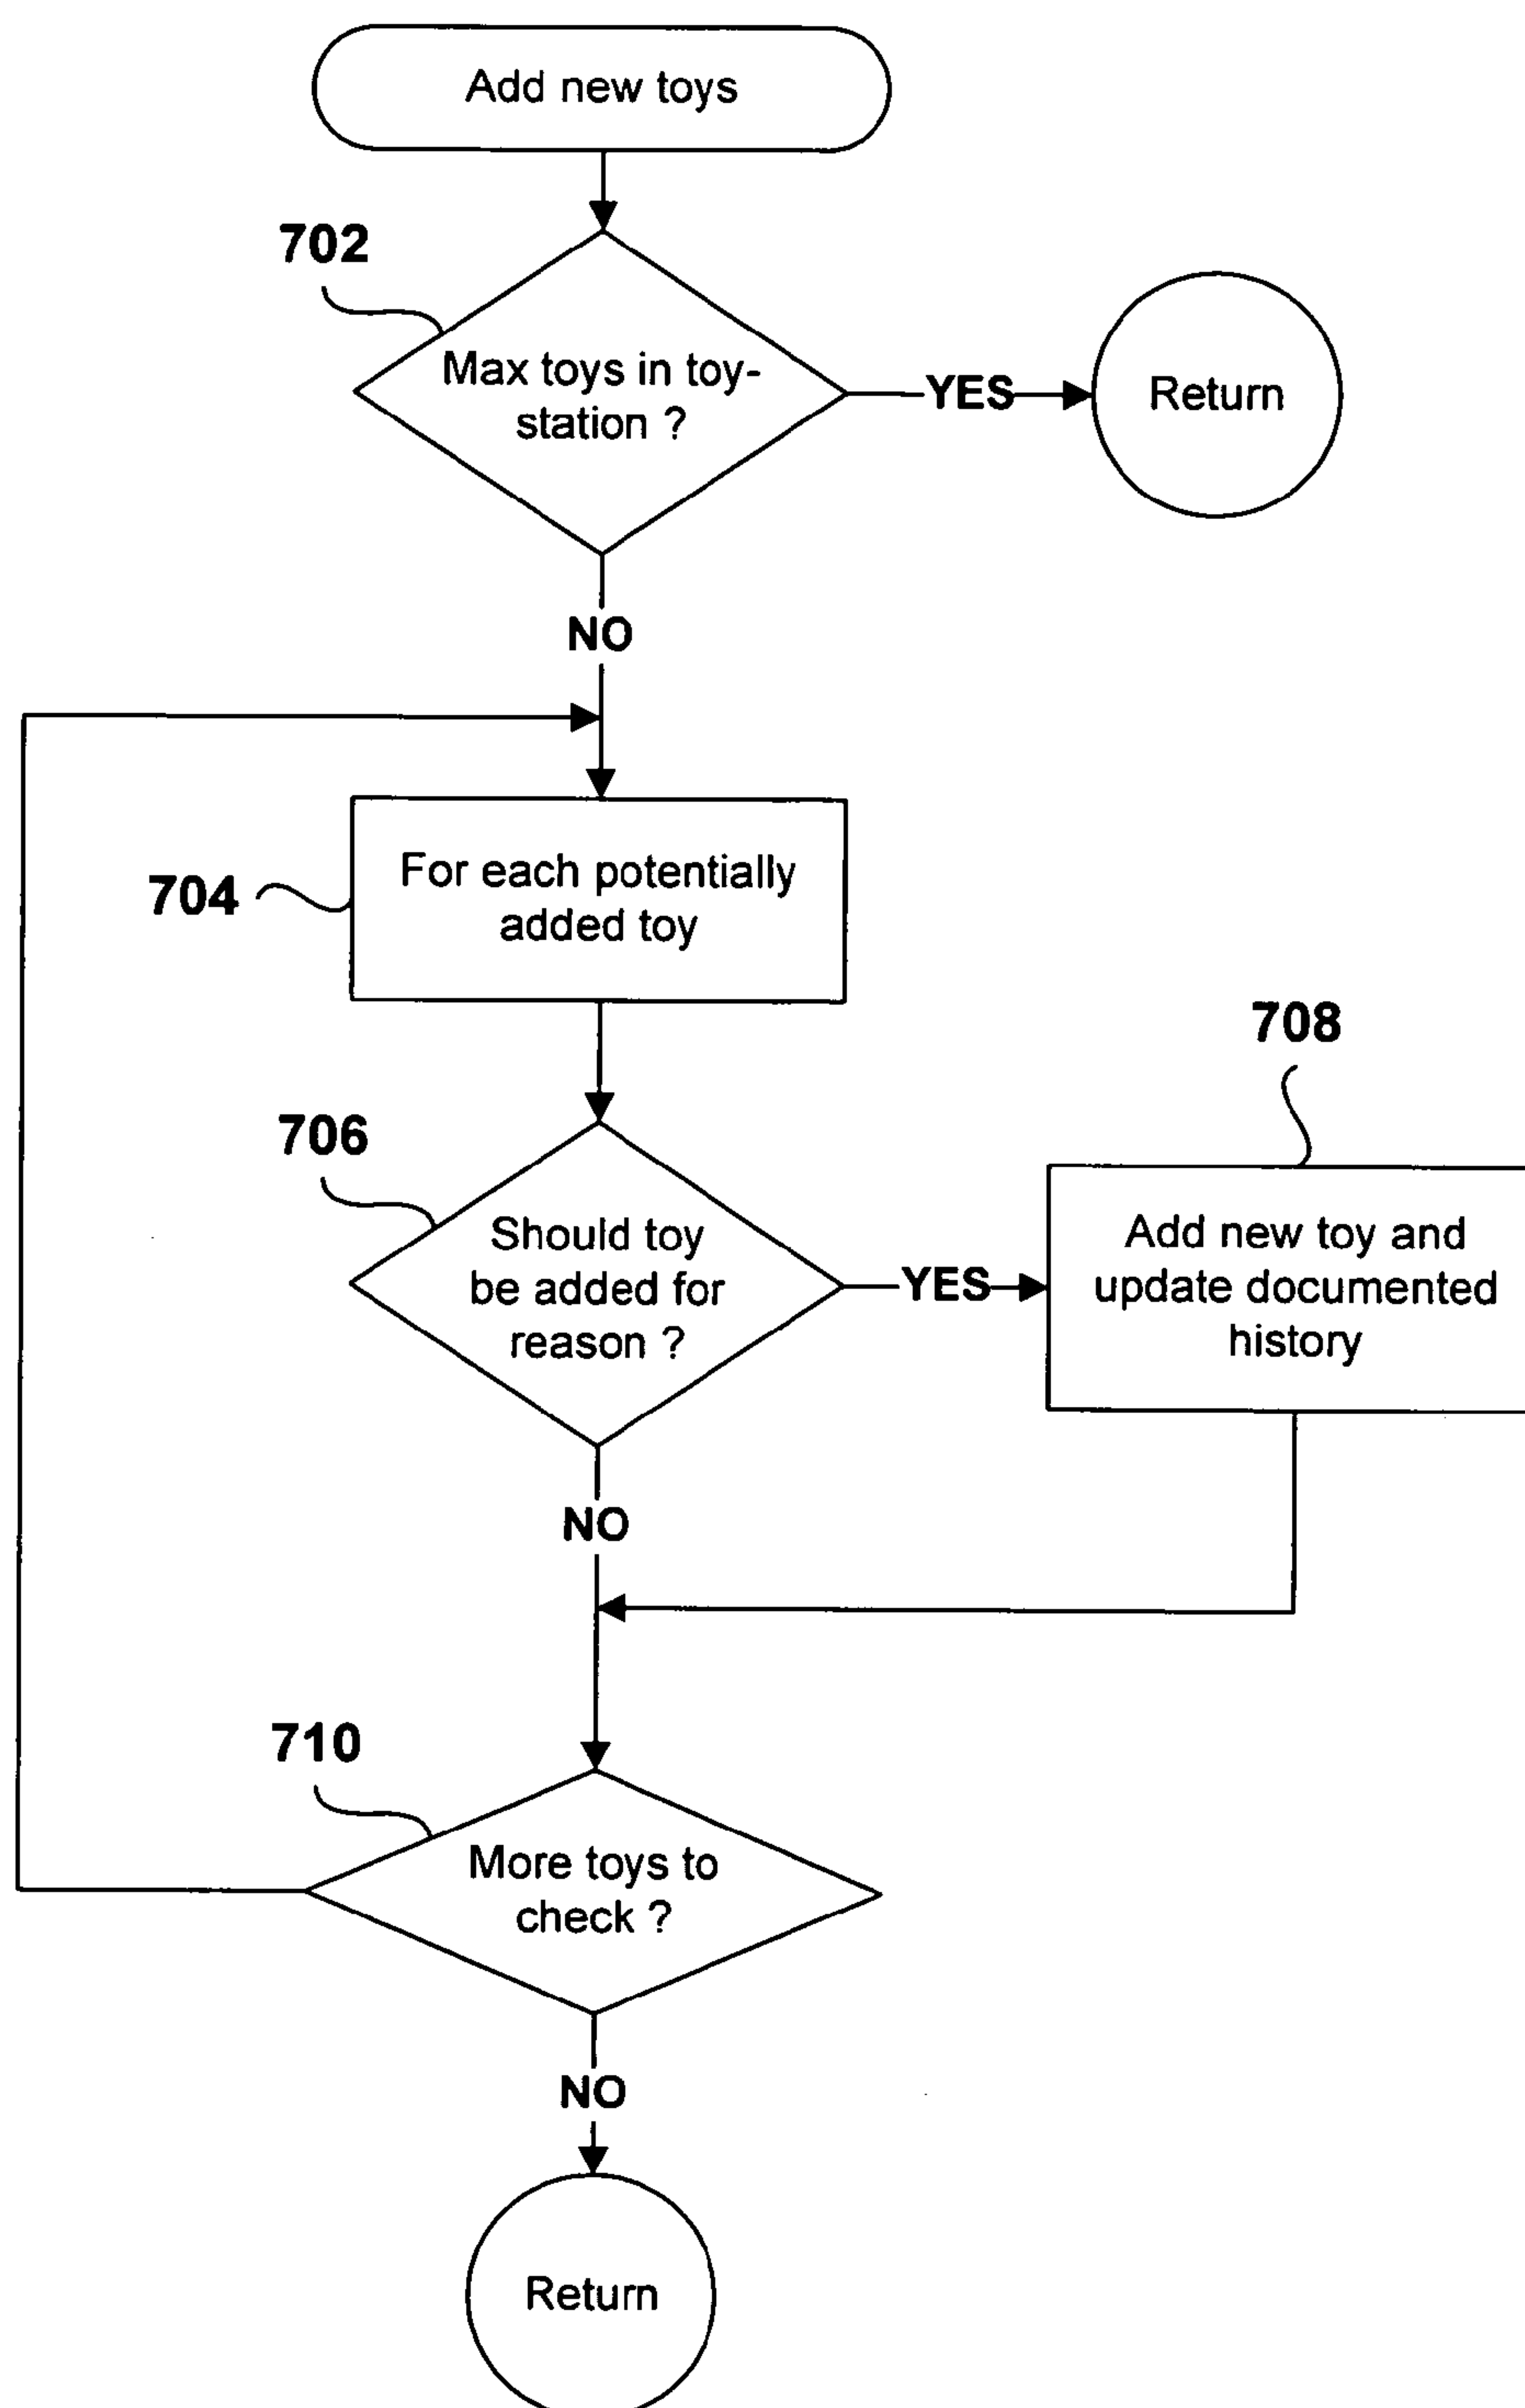 Add new toys
702
Max toys in toy-
station ?
YES
Return
NO
704
For each potentially
added toy
708
706
Should toy
be added for
reason ?
YES
Add new toy and
update documented
history
NO
710
More toys to
check ?
NO
Return